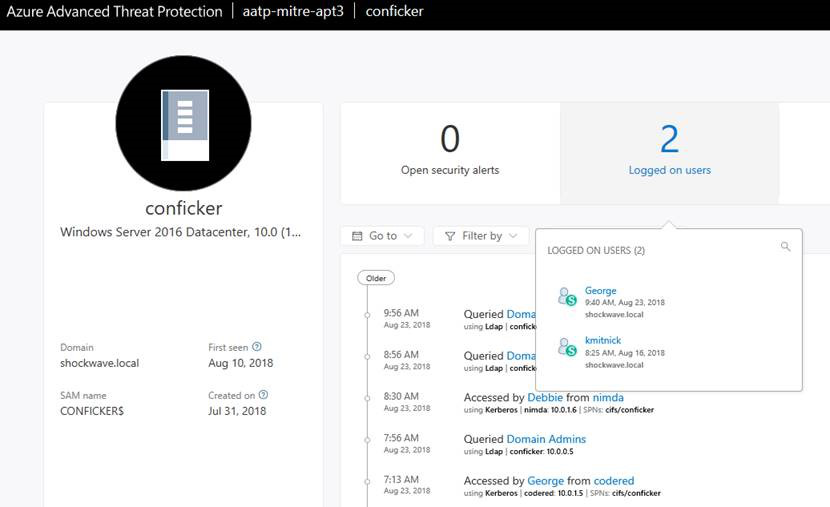 Azure Advanced Threat Protection | aatp-mitre-apt3 | conficker
conficker
Windows Server 2016 Datacenter, 10.0 (1...
Domain
shockwave.local
First seen
Aug 10, 2018
SAM name
CONFICKER$
Created on
Jul 31, 2018
0
Open security alerts
2
Logged on users
Go to
Filter by
LOGGED ON USERS (2)
George
9:40 AM, Aug 23, 2018
shockwave.local
kmitnick
8:25 AM, Aug 16, 2018
shockwave.local
Older
9:56 AM
Aug 23, 2018
Queried Doma
using Ldap | confick
8:56 AM
Aug 23, 2018
Queried Doma
using Ldap | confick
8:30 AM
Aug 23, 2018
Accessed by Debbie from nimda
using Kerberos | nimda: 10.0.1.6 | SPNs: cifs/conficker
7:56 AM
Aug 23, 2018
Queried Domain Admins
using Ldap | conficker: 10.0.0.5
7:13 AM
Aug 23, 2018
Accessed by George from codered
using Kerberos | codered: 10.0.1.5 | SPNs: cifs/conficker